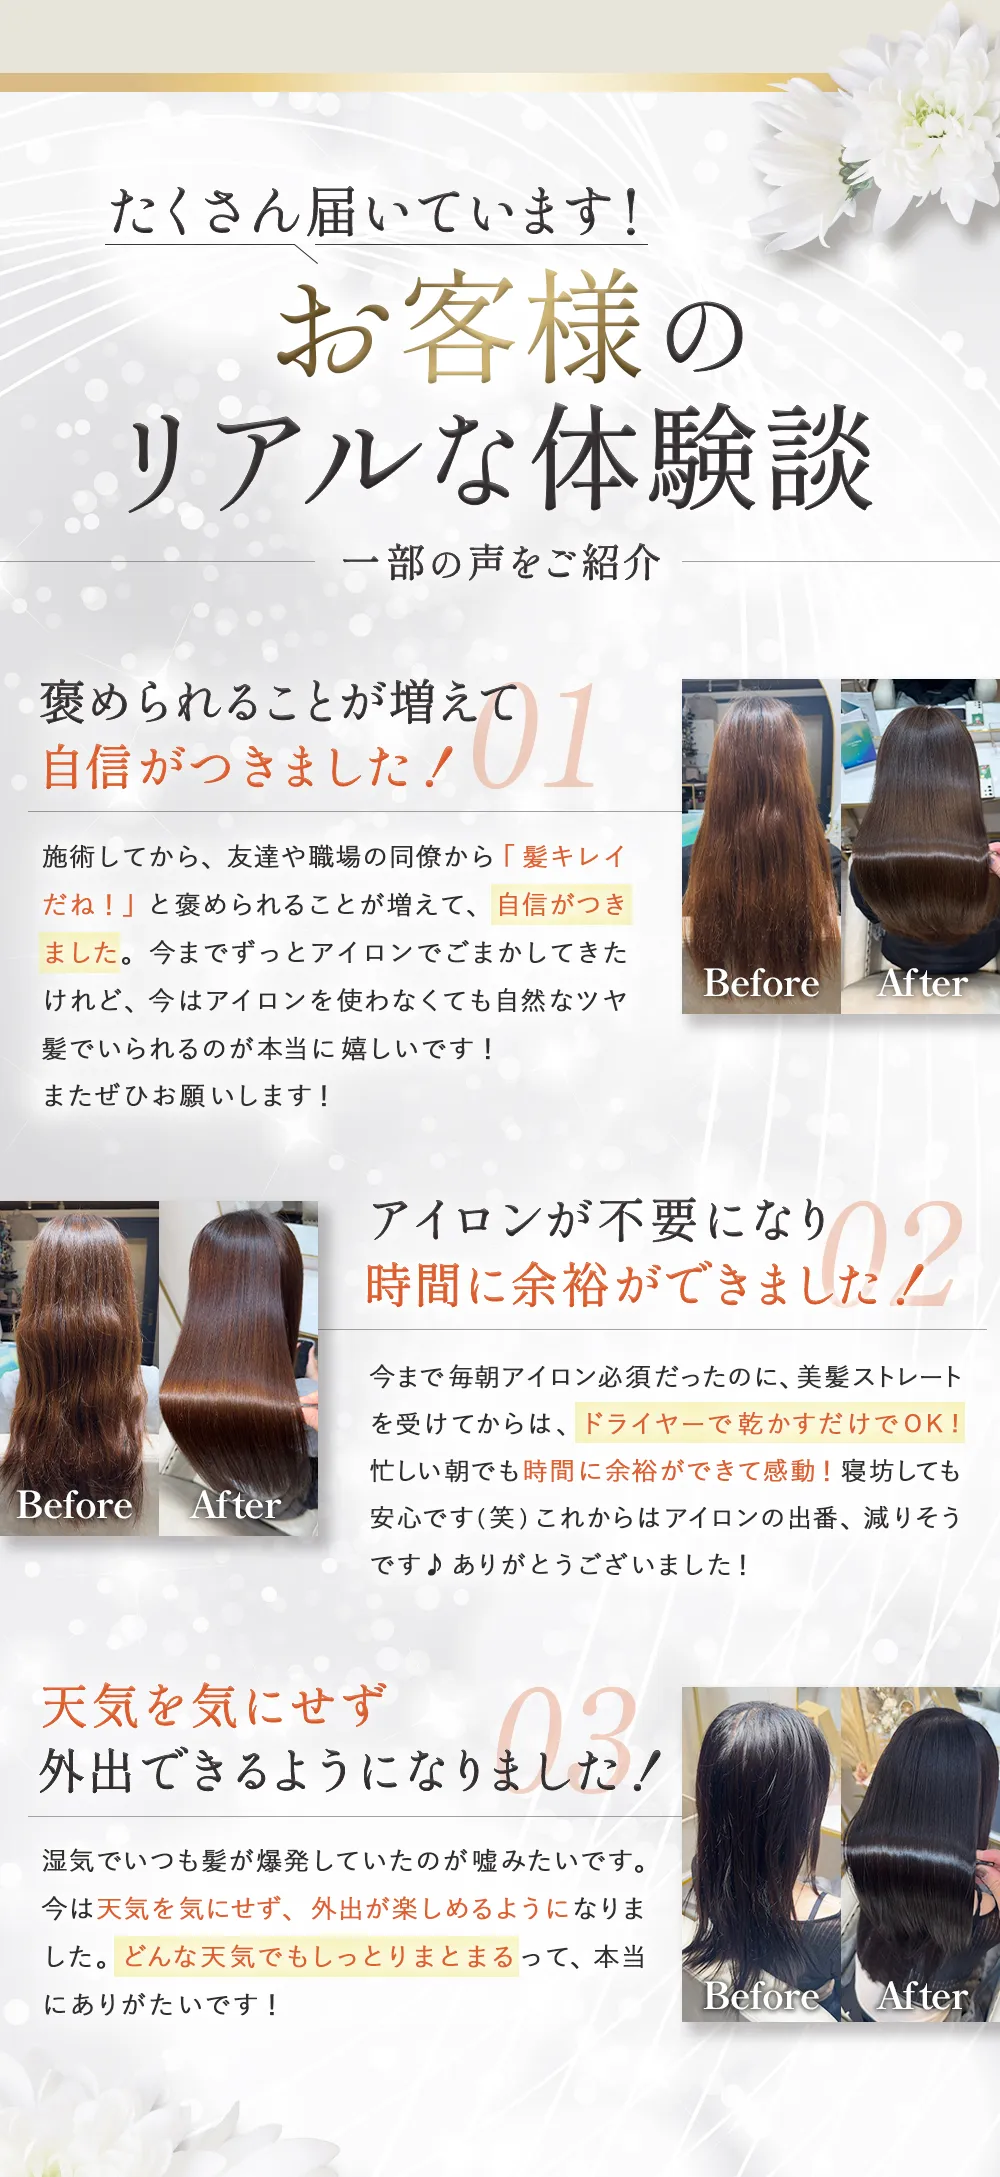 たくさん届いています！
お客様の
リアルな体験談
一部の声をご紹介
褒められることが増えて
自信がつきました！
01
施術してから、友達や職場の同僚から「髪キレイ
だね！」と褒められることが増えて、自信がつき
ました。今までずっとアイロンでごまかしてきた
けれど、今はアイロンを使わなくても自然なツヤ
髪でいられるのが本当に嬉しいです！
またぜひお願いします！
Before
After
アイロンが不要になり
時間に余裕ができました！
02
今まで毎朝アイロン必須だったのに、美髪ストレート
を受けてからは、ドライヤーで乾かすだけでOK！
忙しい朝でも時間に余裕ができて感動！寝坊しても
安心です(笑)これからはアイロンの出番、減りそう
です♪ありがとうございました！
Before
After
天気を気にせず
外出できるようになりました！
03
湿気でいつも髪が爆発していたのが嘘みたいです。
今は天気を気にせず、外出が楽しめるようになりま
した。どんな天気でもしっとりまとまるって、本当
にありがたいです！
Before
After